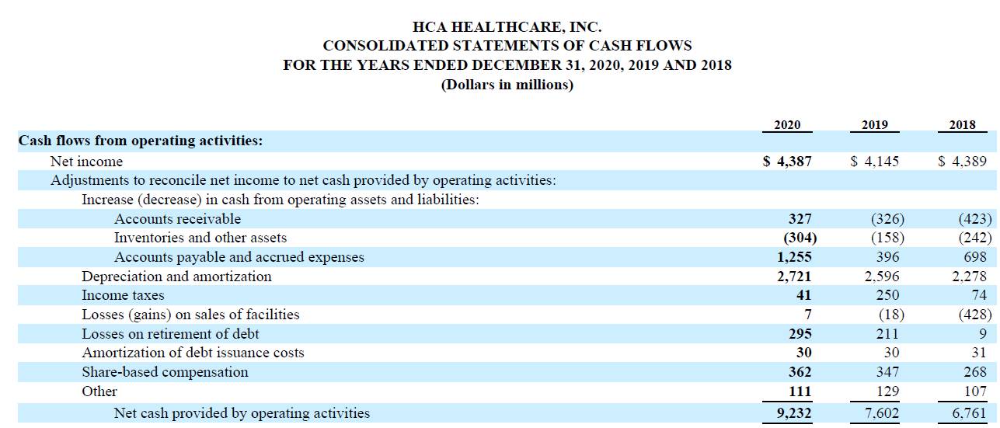 HCA HEALTHCARE, INC.
CONSOLIDATED STATEMENTS OF CASH FLOWS
FOR THE YEARS ENDED DECEMBER 31, 2020, 2019 AND 2018
(Dollars in millions)
2020 2019 2018
Cash flows from operating activities:
Net income $ 4,387 $ 4,145 $ 4,389
Adjustments to reconcile net income to net cash provided by operating activities:
Increase (decrease) in cash from operating assets and liabilities:
Accounts receivable 327 (326) (423)
Inventories and other assets (304) (158) (242)
Accounts payable and accrued expenses 1,255 396 698
Depreciation and amortization 2,721 2,596 2,278
Income taxes 41 250 74
Losses (gains) on sales of facilities 7 (18) (428)
Losses on retirement of debt 295 211 9
Amortization of debt issuance costs 30 30 31
Share-based compensation 362 347 268
Other 111 129 107
Net cash provided by operating activities 9,232 7,602 6,761